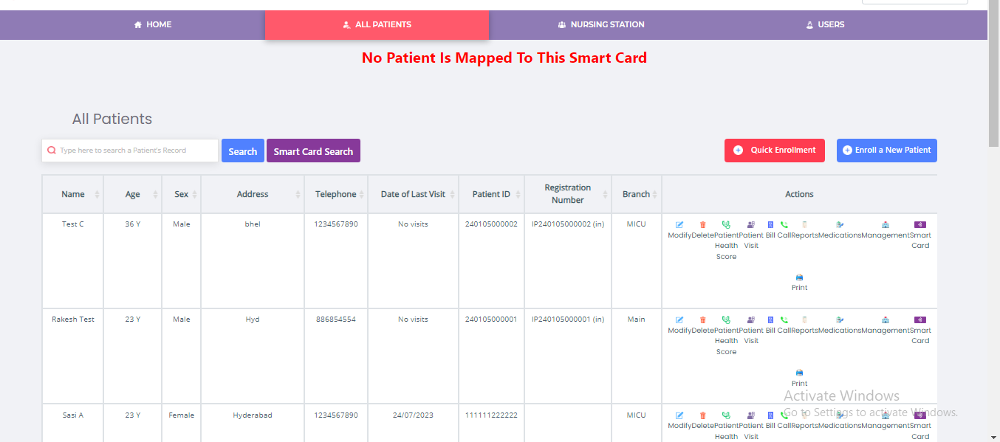 HOME ALL PATIENTS NURSING STATION USERS
No Patient Is Mapped To This Smart Card
All Patients
Type here to search a Patient's Record Search Smart Card Search Quick Enrollment Enroll a New Patient
Name Age Sex Address Telephone Date of Last Visit Patient ID Registration Number Branch Actions
Test C 36 Y Male bhel 1234567890 No visits 240105000002 IP240105000002 (in) MICU
Modify Delete Patient Health Score Patient Visit Bill Call Reports Medications Management Smart Card
Print
Rakesh Test 23 Y Male Hyd 886854554 No visits 240105000001 IP240105000001 (in) Main
Modify Delete Patient Health Score Patient Visit Bill Call Reports Medications Management Smart Card
Print
Sasi A 23 Y Female Hyderabad 1234567890 24/07/2023 111111222222 MICU
Modify Delete Patient Health Patient Visit Bill Call Reports Medications Management Smart Card
Activate Windows
Go to Settings to activate Windows.